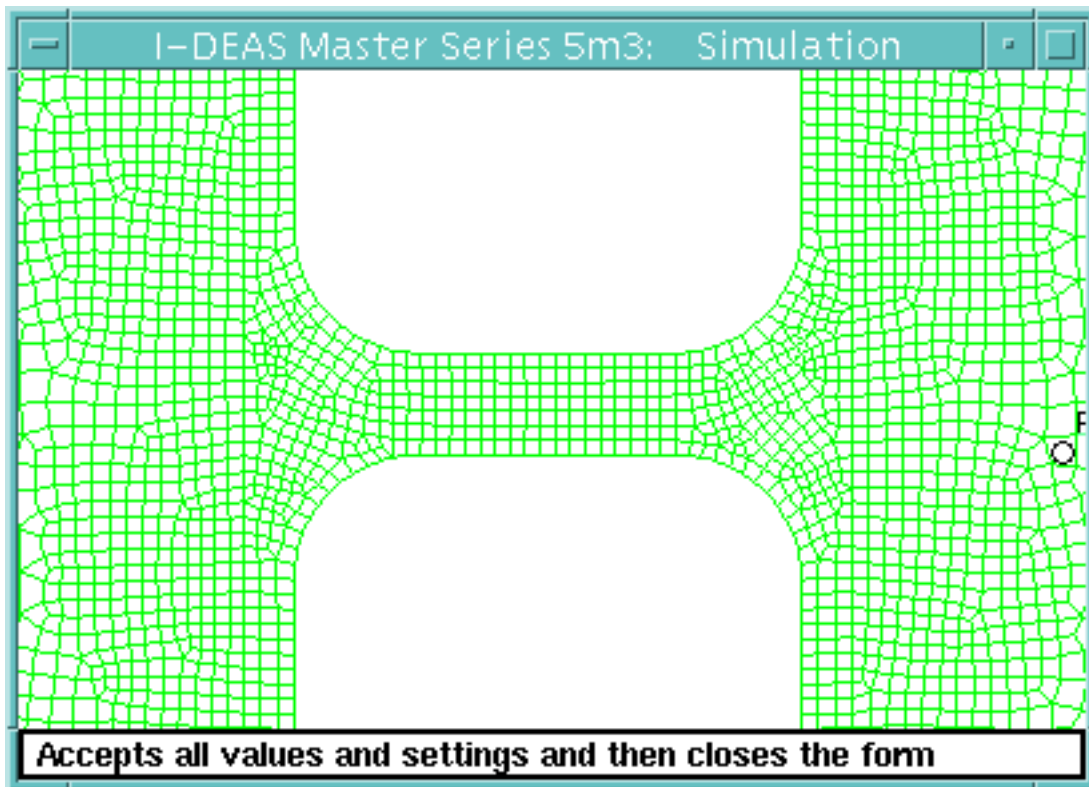 I-DEAS Master Series 5m3: Simulation
Accepts all values and settings and then closes the form